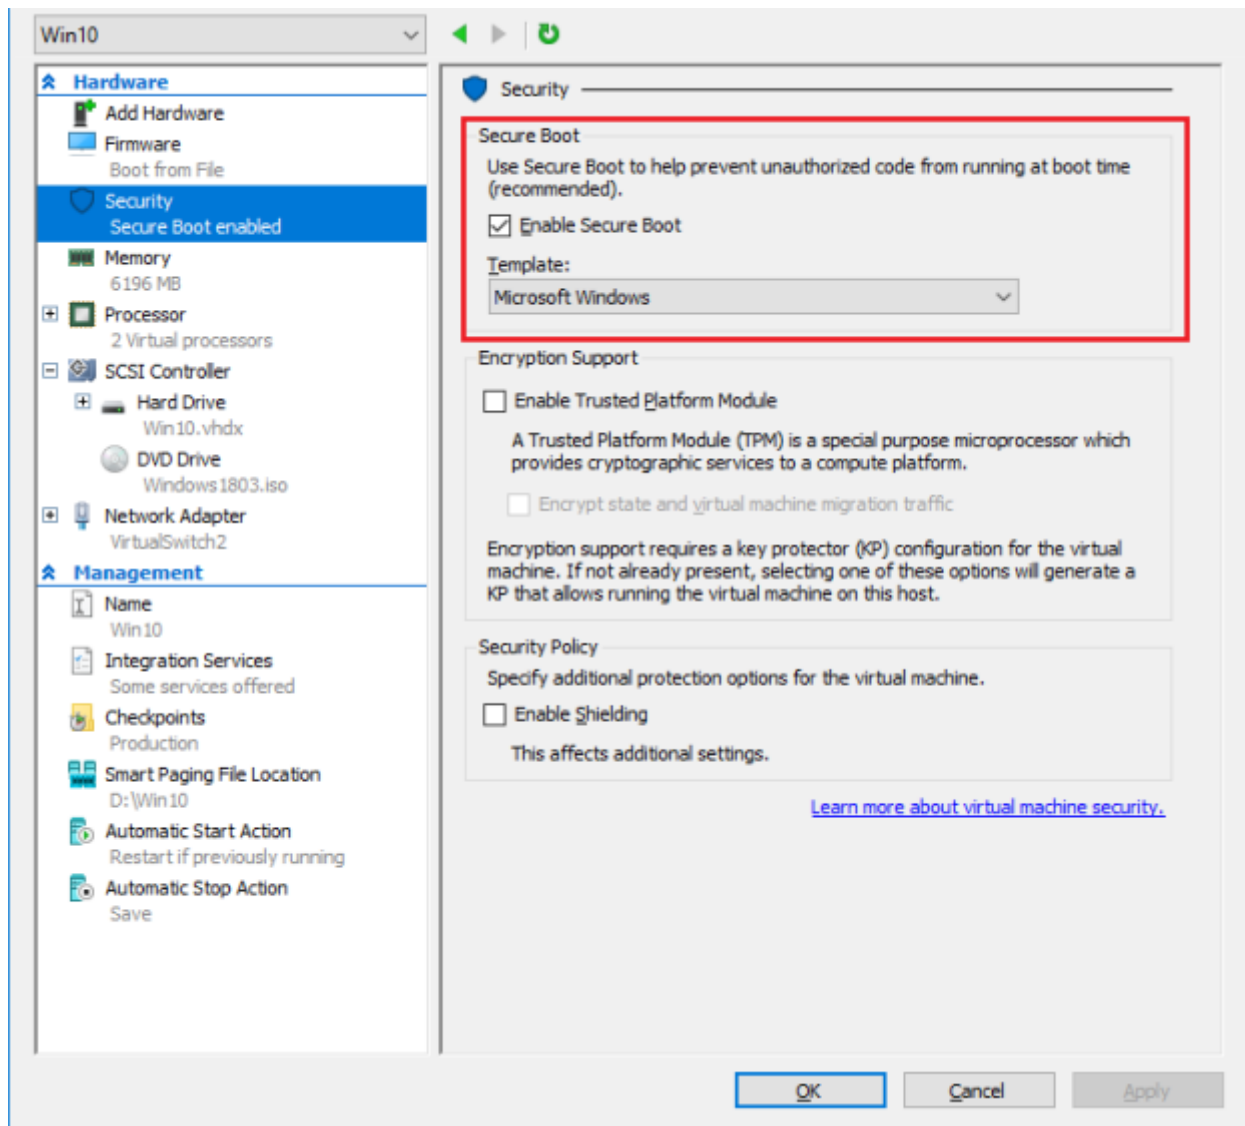 Win10
Hardware
Add Hardware
Firmware
Boot from File
Security
Secure Boot enabled
Memory
6196 MB
Processor
2 Virtual processors
SCSI Controller
Hard Drive
Win10.vhdx
DVD Drive
Windows1803.iso
Network Adapter
VirtualSwitch2
Management
Name
Win10
Integration Services
Some services offered
Checkpoints
Production
Smart Paging File Location
D:\Win10
Automatic Start Action
Restart if previously running
Automatic Stop Action
Save
Security
Secure Boot
Use Secure Boot to help prevent unauthorized code from running at boot time
(recommended).
Enable Secure Boot
Template:
Microsoft Windows
Encryption Support
Enable Trusted Platform Module
A Trusted Platform Module (TPM) is a special purpose microprocessor which
provides cryptographic services to a compute platform.
Encrypt state and virtual machine migration traffic
Encryption support requires a key protector (KP) configuration for the virtual
machine. If not already present, selecting one of these options will generate a
KP that allows running the virtual machine on this host.
Security Policy
Specify additional protection options for the virtual machine.
Enable Shielding
This affects additional settings.
Learn more about virtual machine security.
OK
Cancel
Apply